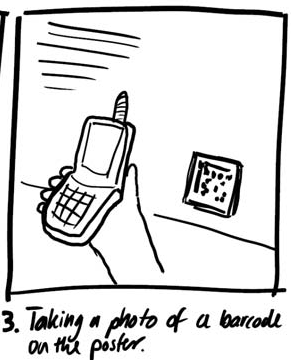 3. Taking a photo of a barcode
on the poster.